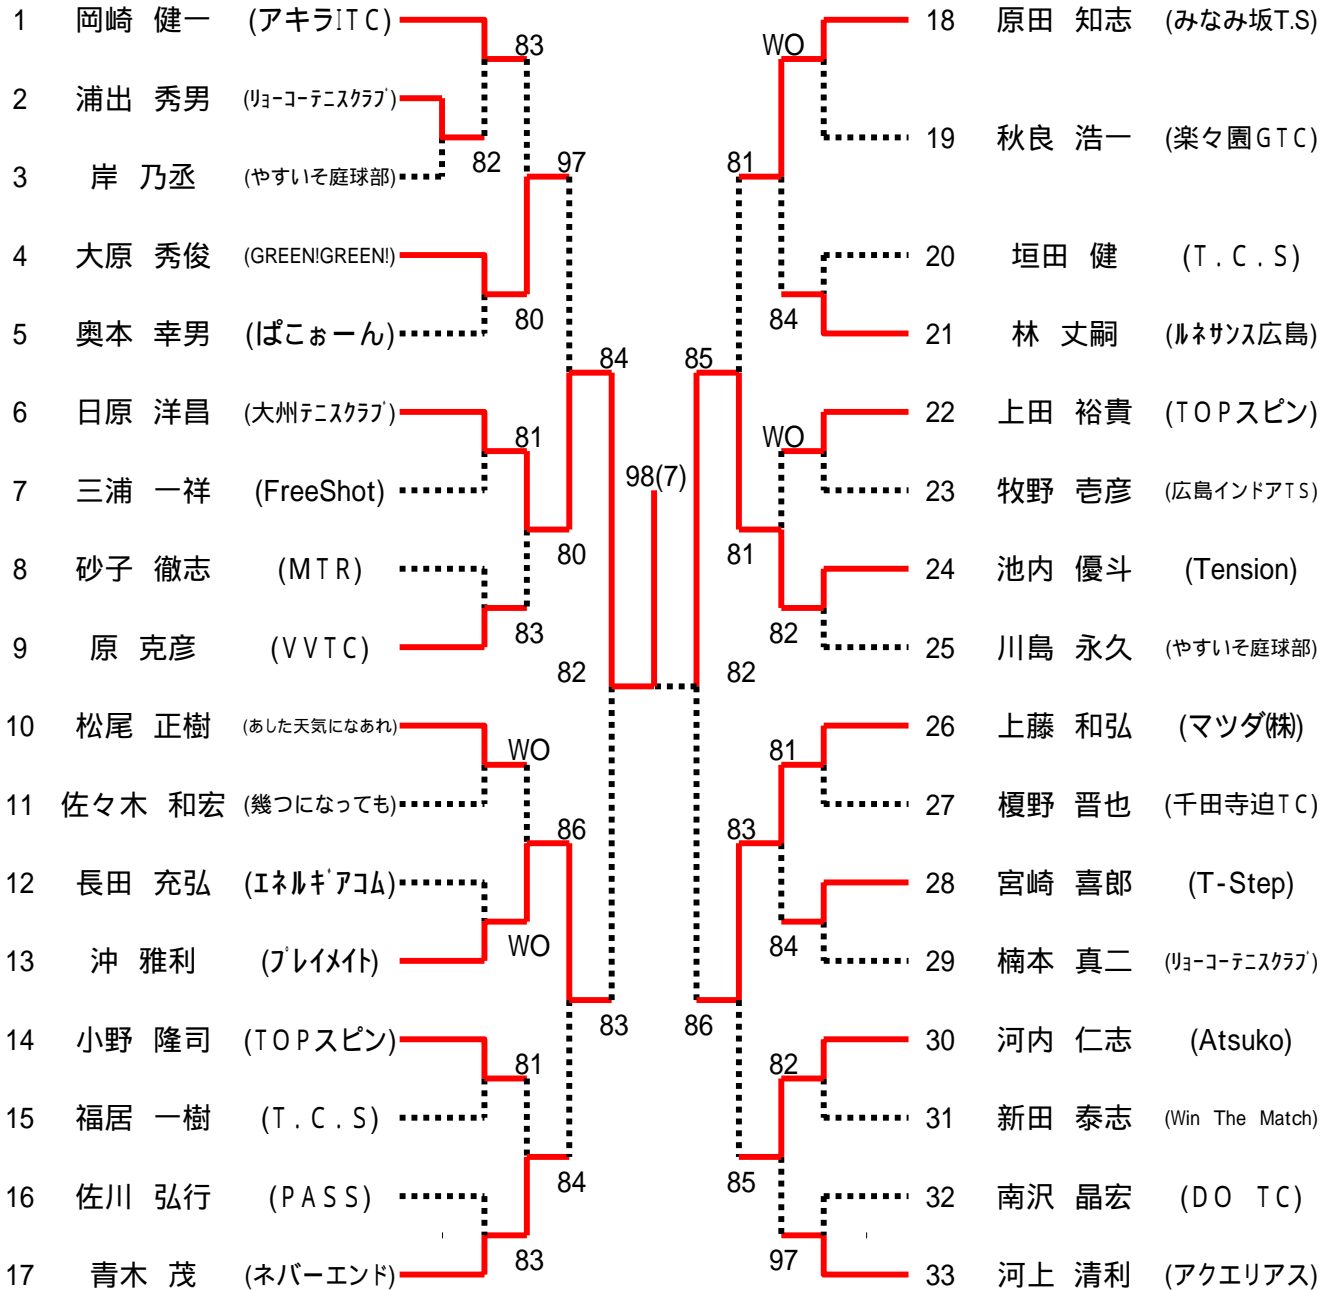 1 岡崎 健一 (アキラITC)
83
2 浦出 秀男 (リョーコーテニスクラブ)
82
3 岸 乃丞 (やすいそ庭球部)
97
4 大原 秀俊 (GREEN!GREEN!)
80
5 奥本 幸男 (ぱこぉーん)
84
6 日原 洋昌 (大州テニスクラブ)
81
7 三浦 一祥 (FreeShot)
80
8 砂子 徹志 (MTR)
83
9 原 克彦 (VVTC)
82
10 松尾 正樹 (あした天気になあれ)
WO
11 佐々木 和宏 (幾つになっても)
86
12 長田 充弘 (エネルギアコム)
WO
13 沖 雅利 (プレイメイト)
83
14 小野 隆司 (TOPスピン)
81
15 福居 一樹 (T.C.S)
84
16 佐川 弘行 (PASS)
83
17 青木 茂 (ネバーエンド)
98(7)
18 原田 知志 (みなみ坂T.S)
WO
19 秋良 浩一 (楽々園GTC)
81
20 垣田 健 (T.C.S)
84
21 林 丈嗣 (ルネサンス広島)
85
22 上田 裕貴 (TOPスピン)
WO
23 牧野 壱彦 (広島インドアTS)
81
24 池内 優斗 (Tension)
82
25 川島 永久 (やすいそ庭球部)
82
26 上藤 和弘 (マツダ㈱)
81
27 榎野 晋也 (千田寺迫TC)
83
28 宮崎 喜郎 (T-Step)
84
29 楠本 真二 (リョーコーテニスクラブ)
86
30 河内 仁志 (Atsuko)
82
31 新田 泰志 (Win The Match)
85
32 南沢 晶宏 (DO TC)
97
33 河上 清利 (アクエリアス)